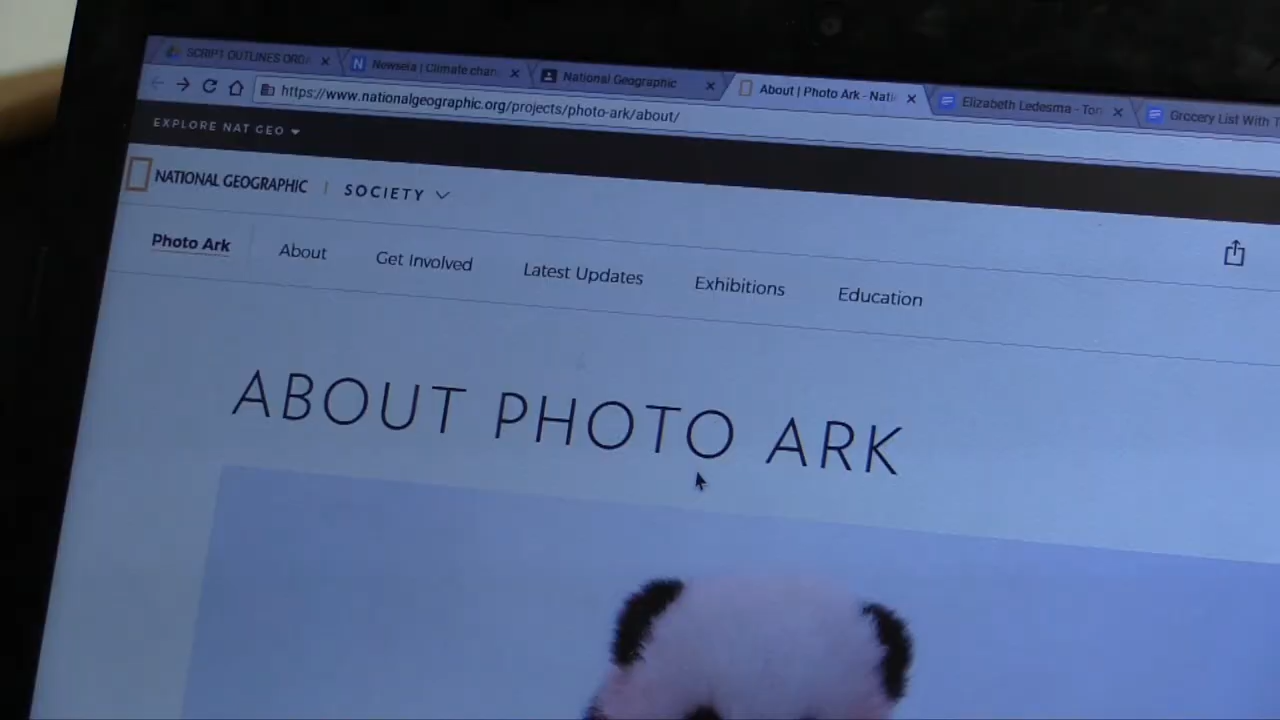 SCRIPT OUTLINES ORGA
Newsela | Climate chan
National Geographic
About | Photo Ark - Nati
Elizabeth Ledesma - Ton
Grocery List With T
https://www.nationalgeographic.org/projects/photo-ark/about/
EXPLORE NAT GEO
NATIONAL GEOGRAPHIC | SOCIETY
Photo Ark
About
Get Involved
Latest Updates
Exhibitions
Education
ABOUT PHOTO ARK